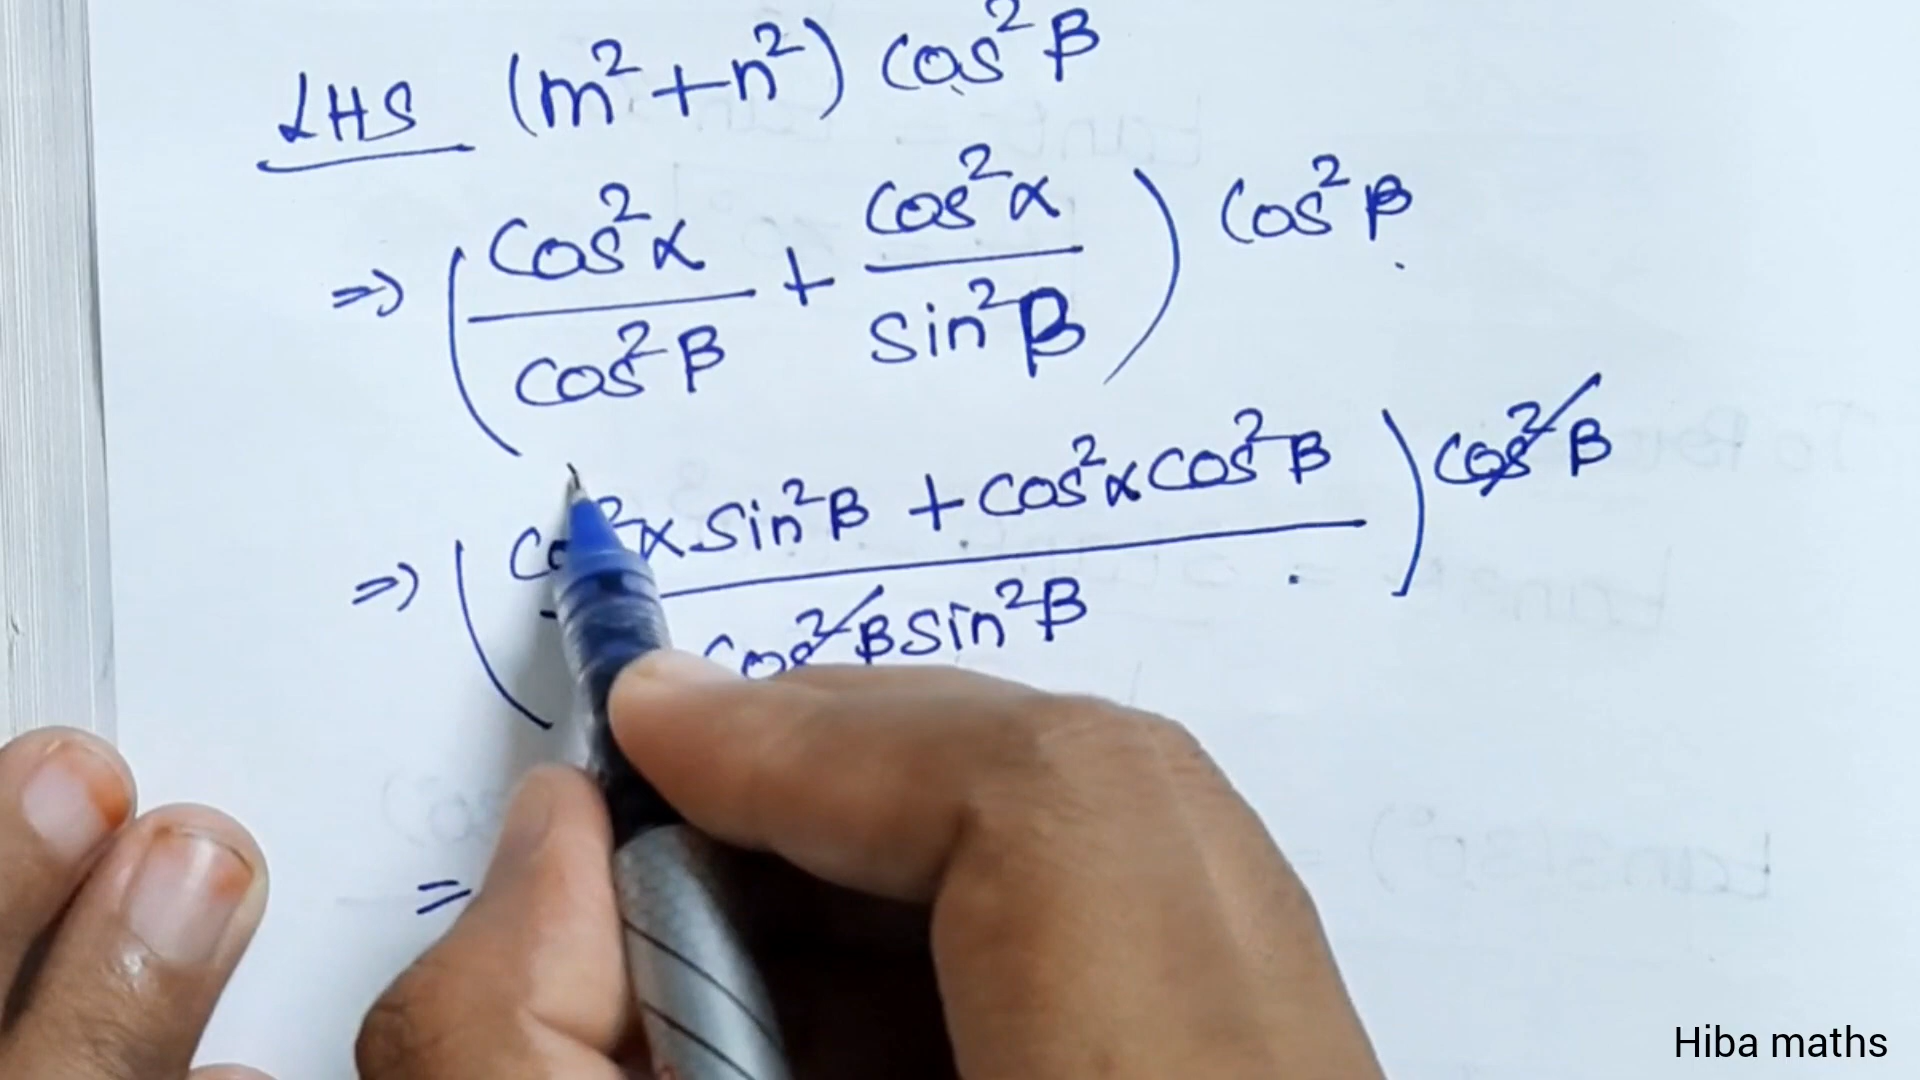 LHS (m²+n²) cos²β
=> (cos²α/cos²β + cos²α/sin²β) cos²β
=> (cos²α sin²β + cos²α cos²β / cos²β sin²β) cos²β
=
Hiba maths